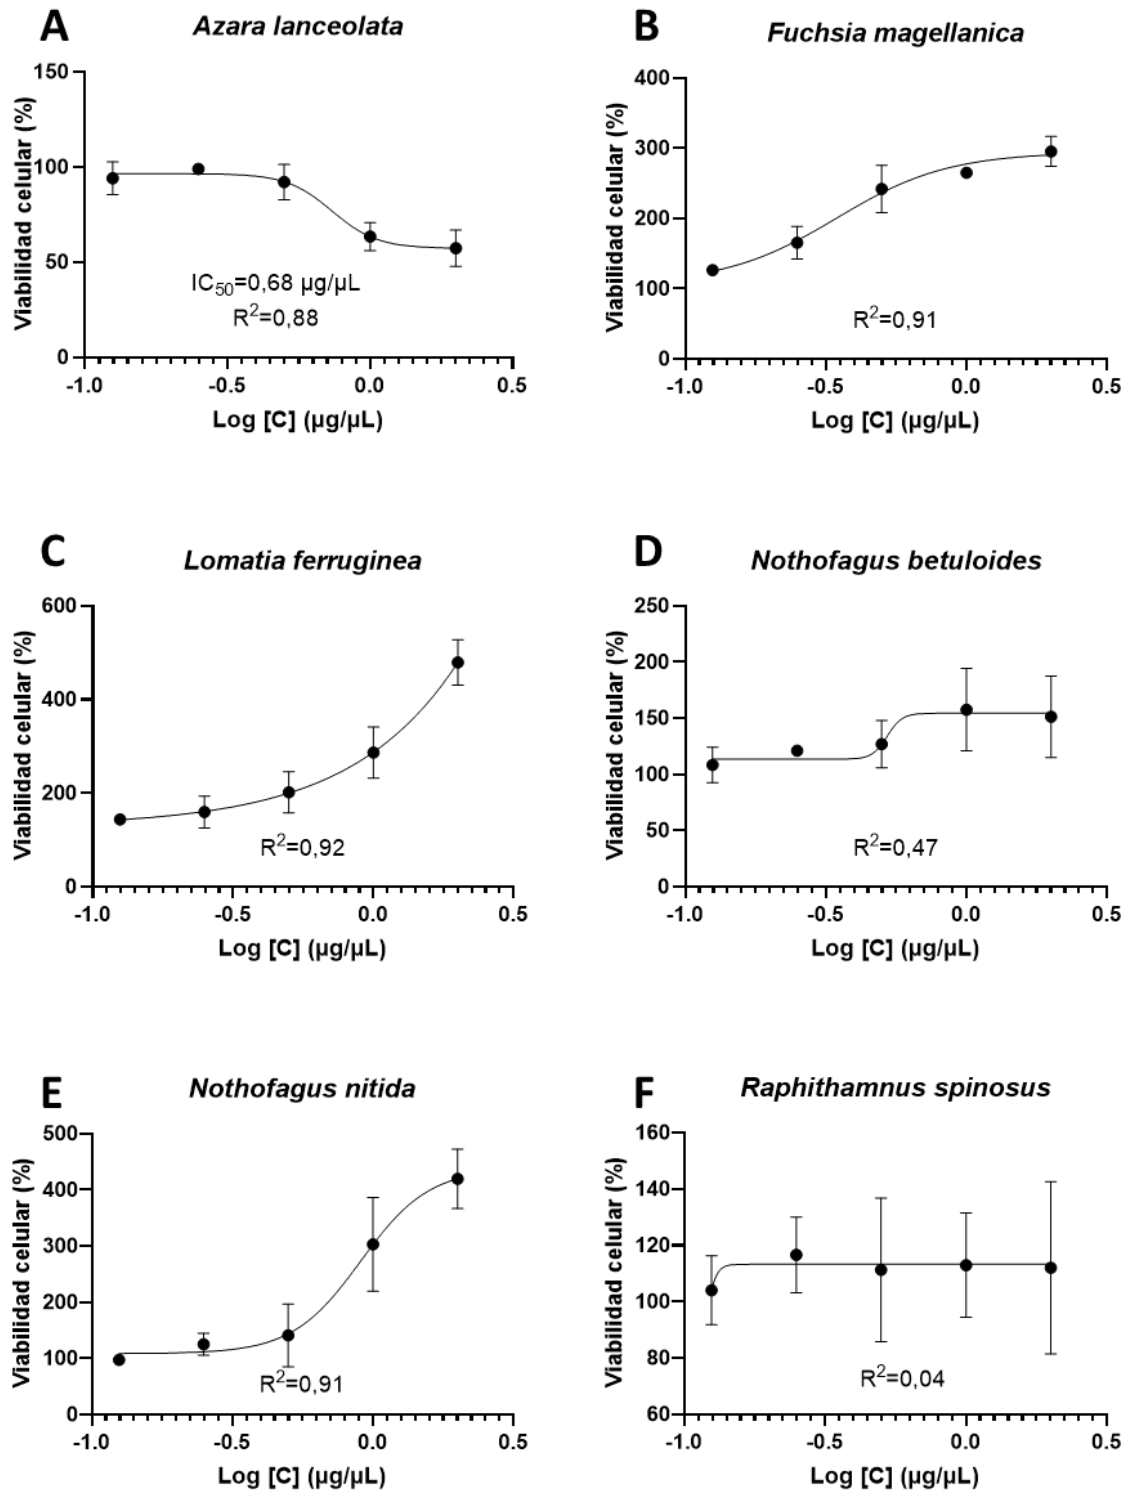 A
Azara lanceolata
Viabilidad celular (%)
150
100
50
0
IC50=0,68 µg/µL
R2=0,88
-1.0
-0.5
0.0
0.5
Log [C] (µg/µL)
B
Fuchsia magellanica
Viabilidad celular (%)
400
300
200
100
0
R2=0,91
-1.0
-0.5
0.0
0.5
Log [C] (µg/µL)
C
Lomatia ferruginea
Viabilidad celular (%)
600
400
200
0
R2=0,92
-1.0
-0.5
0.0
0.5
Log [C] (µg/µL)
D
Nothofagus betuloides
Viabilidad celular (%)
250
200
150
100
50
0
R2=0,47
-1.0
-0.5
0.0
0.5
Log [C] (µg/µL)
E
Nothofagus nitida
Viabilidad celular (%)
500
400
300
200
100
0
R2=0,91
-1.0
-0.5
0.0
0.5
Log [C] (µg/µL)
F
Raphithamnus spinosus
Viabilidad celular (%)
160
140
120
100
80
60
R2=0,04
-1.0
-0.5
0.0
0.5
Log [C] (µg/µL)